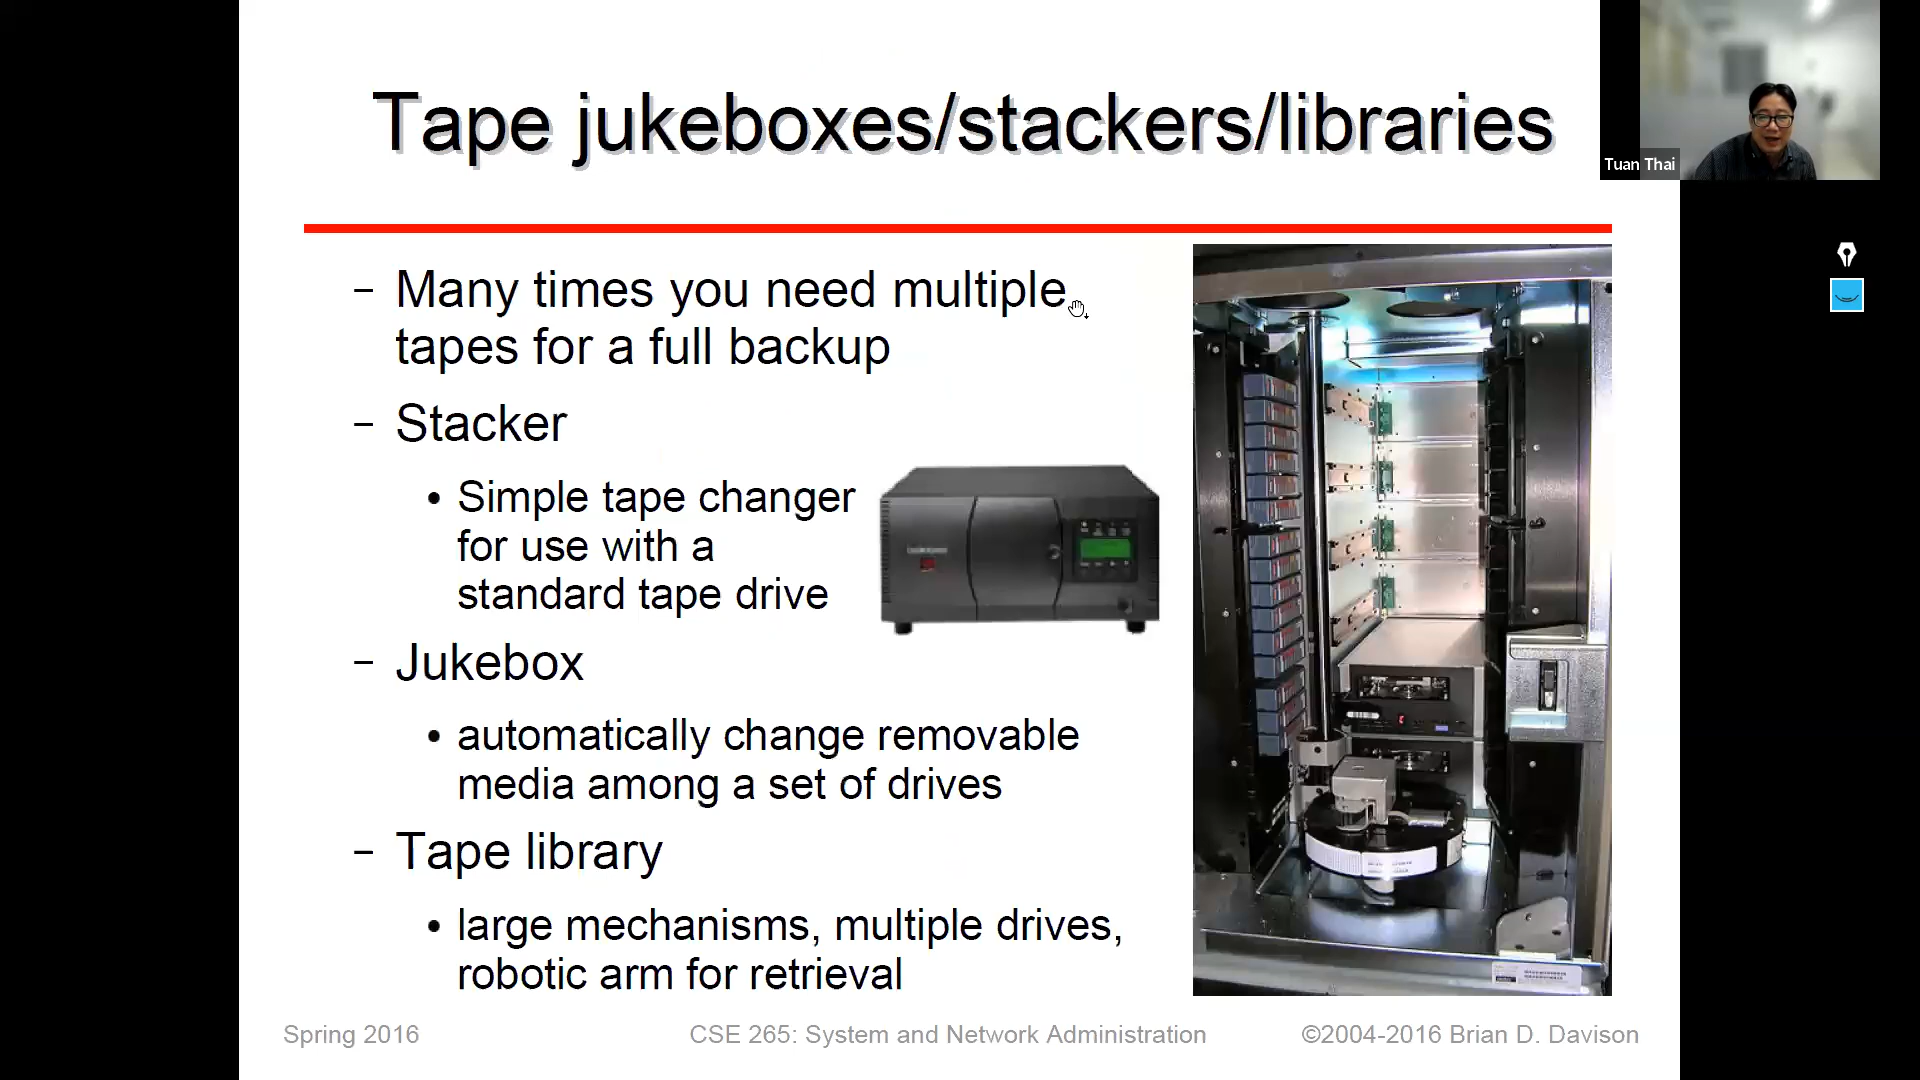 Tape jukeboxes/stackers/libraries
Tuan Thai
– Many times you need multiple
tapes for a full backup
– Stacker
• Simple tape changer
for use with a
standard tape drive
– Jukebox
• automatically change removable
media among a set of drives
– Tape library
• large mechanisms, multiple drives,
robotic arm for retrieval
Spring 2016
CSE 265: System and Network Administration
©2004-2016 Brian D. Davison